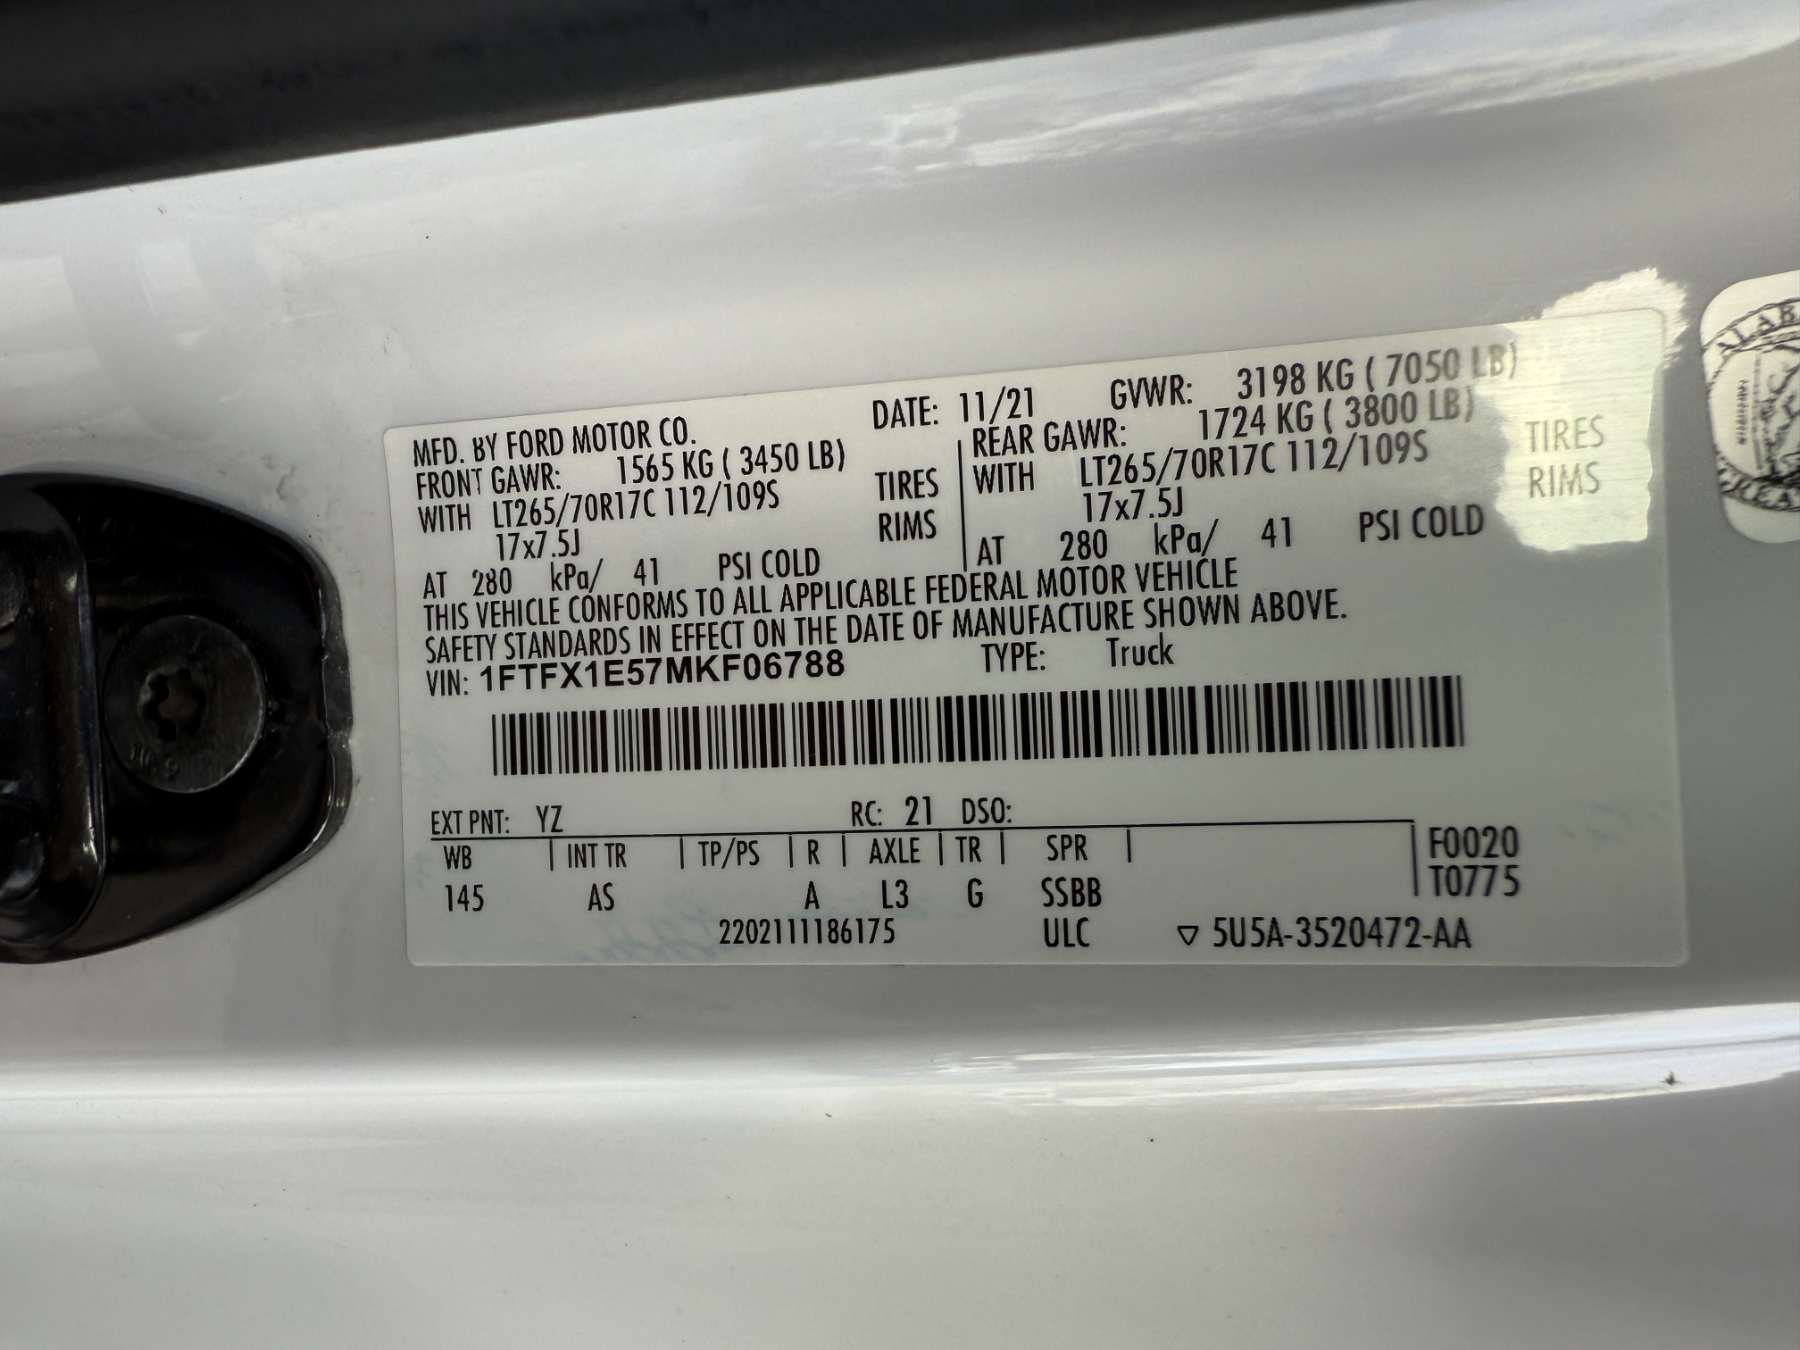 MFD. BY FORD MOTOR CO. DATE: 11/21 GVWR: 3198 KG ( 7050 LB)
FRONT GAWR: 1565 KG ( 3450 LB) REAR GAWR: 1724 KG ( 3800 LB)
WITH LT265/70R17C 112/109S TIRES WITH LT265/70R17C 112/109S TIRES
17x7.5J RIMS 17x7.5J RIMS
AT 280 kPa/ 41 PSI COLD AT 280 kPa/ 41 PSI COLD
THIS VEHICLE CONFORMS TO ALL APPLICABLE FEDERAL MOTOR VEHICLE
SAFETY STANDARDS IN EFFECT ON THE DATE OF MANUFACTURE SHOWN ABOVE.
VIN: 1FTFX1E57MKF06788 TYPE: Truck
EXT PNT: YZ RC: 21 DSO:
WB | INT TR | TP/PS | R | AXLE | TR | SPR | F0020
145 AS A L3 G SSBB T0775
2202111186175 ULC ▽ 5U5A-3520472-AA